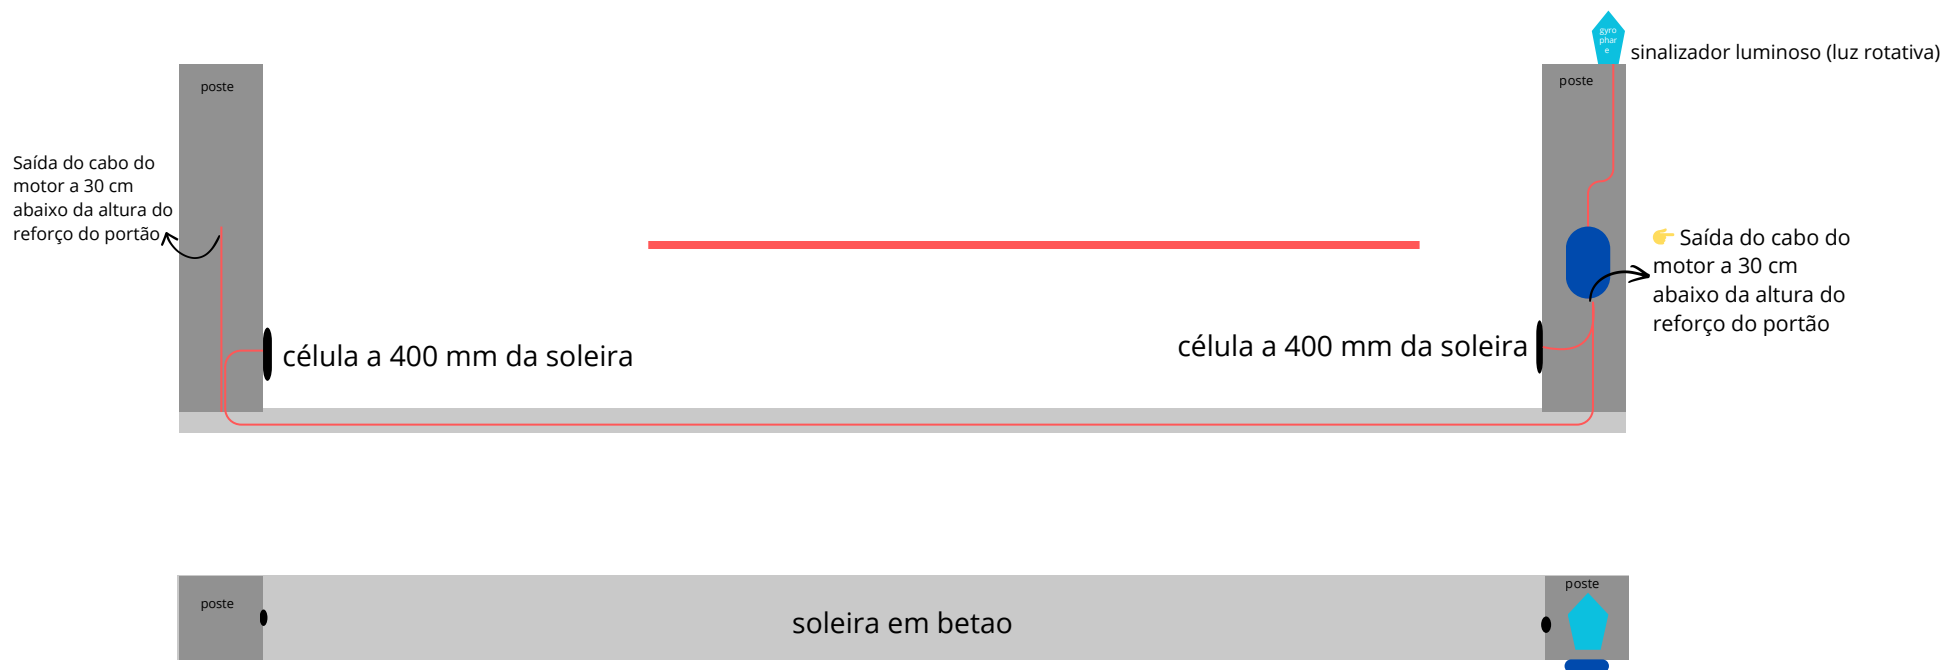 gyro
phar
e
sinalizador luminoso (luz rotativa)
poste
poste
Saída do cabo do
motor a 30 cm
abaixo da altura do
reforço do portão
👉 Saída do cabo do
motor a 30 cm
abaixo da altura do
reforço do portão
célula a 400 mm da soleira
célula a 400 mm da soleira
poste
soleira em betao
poste